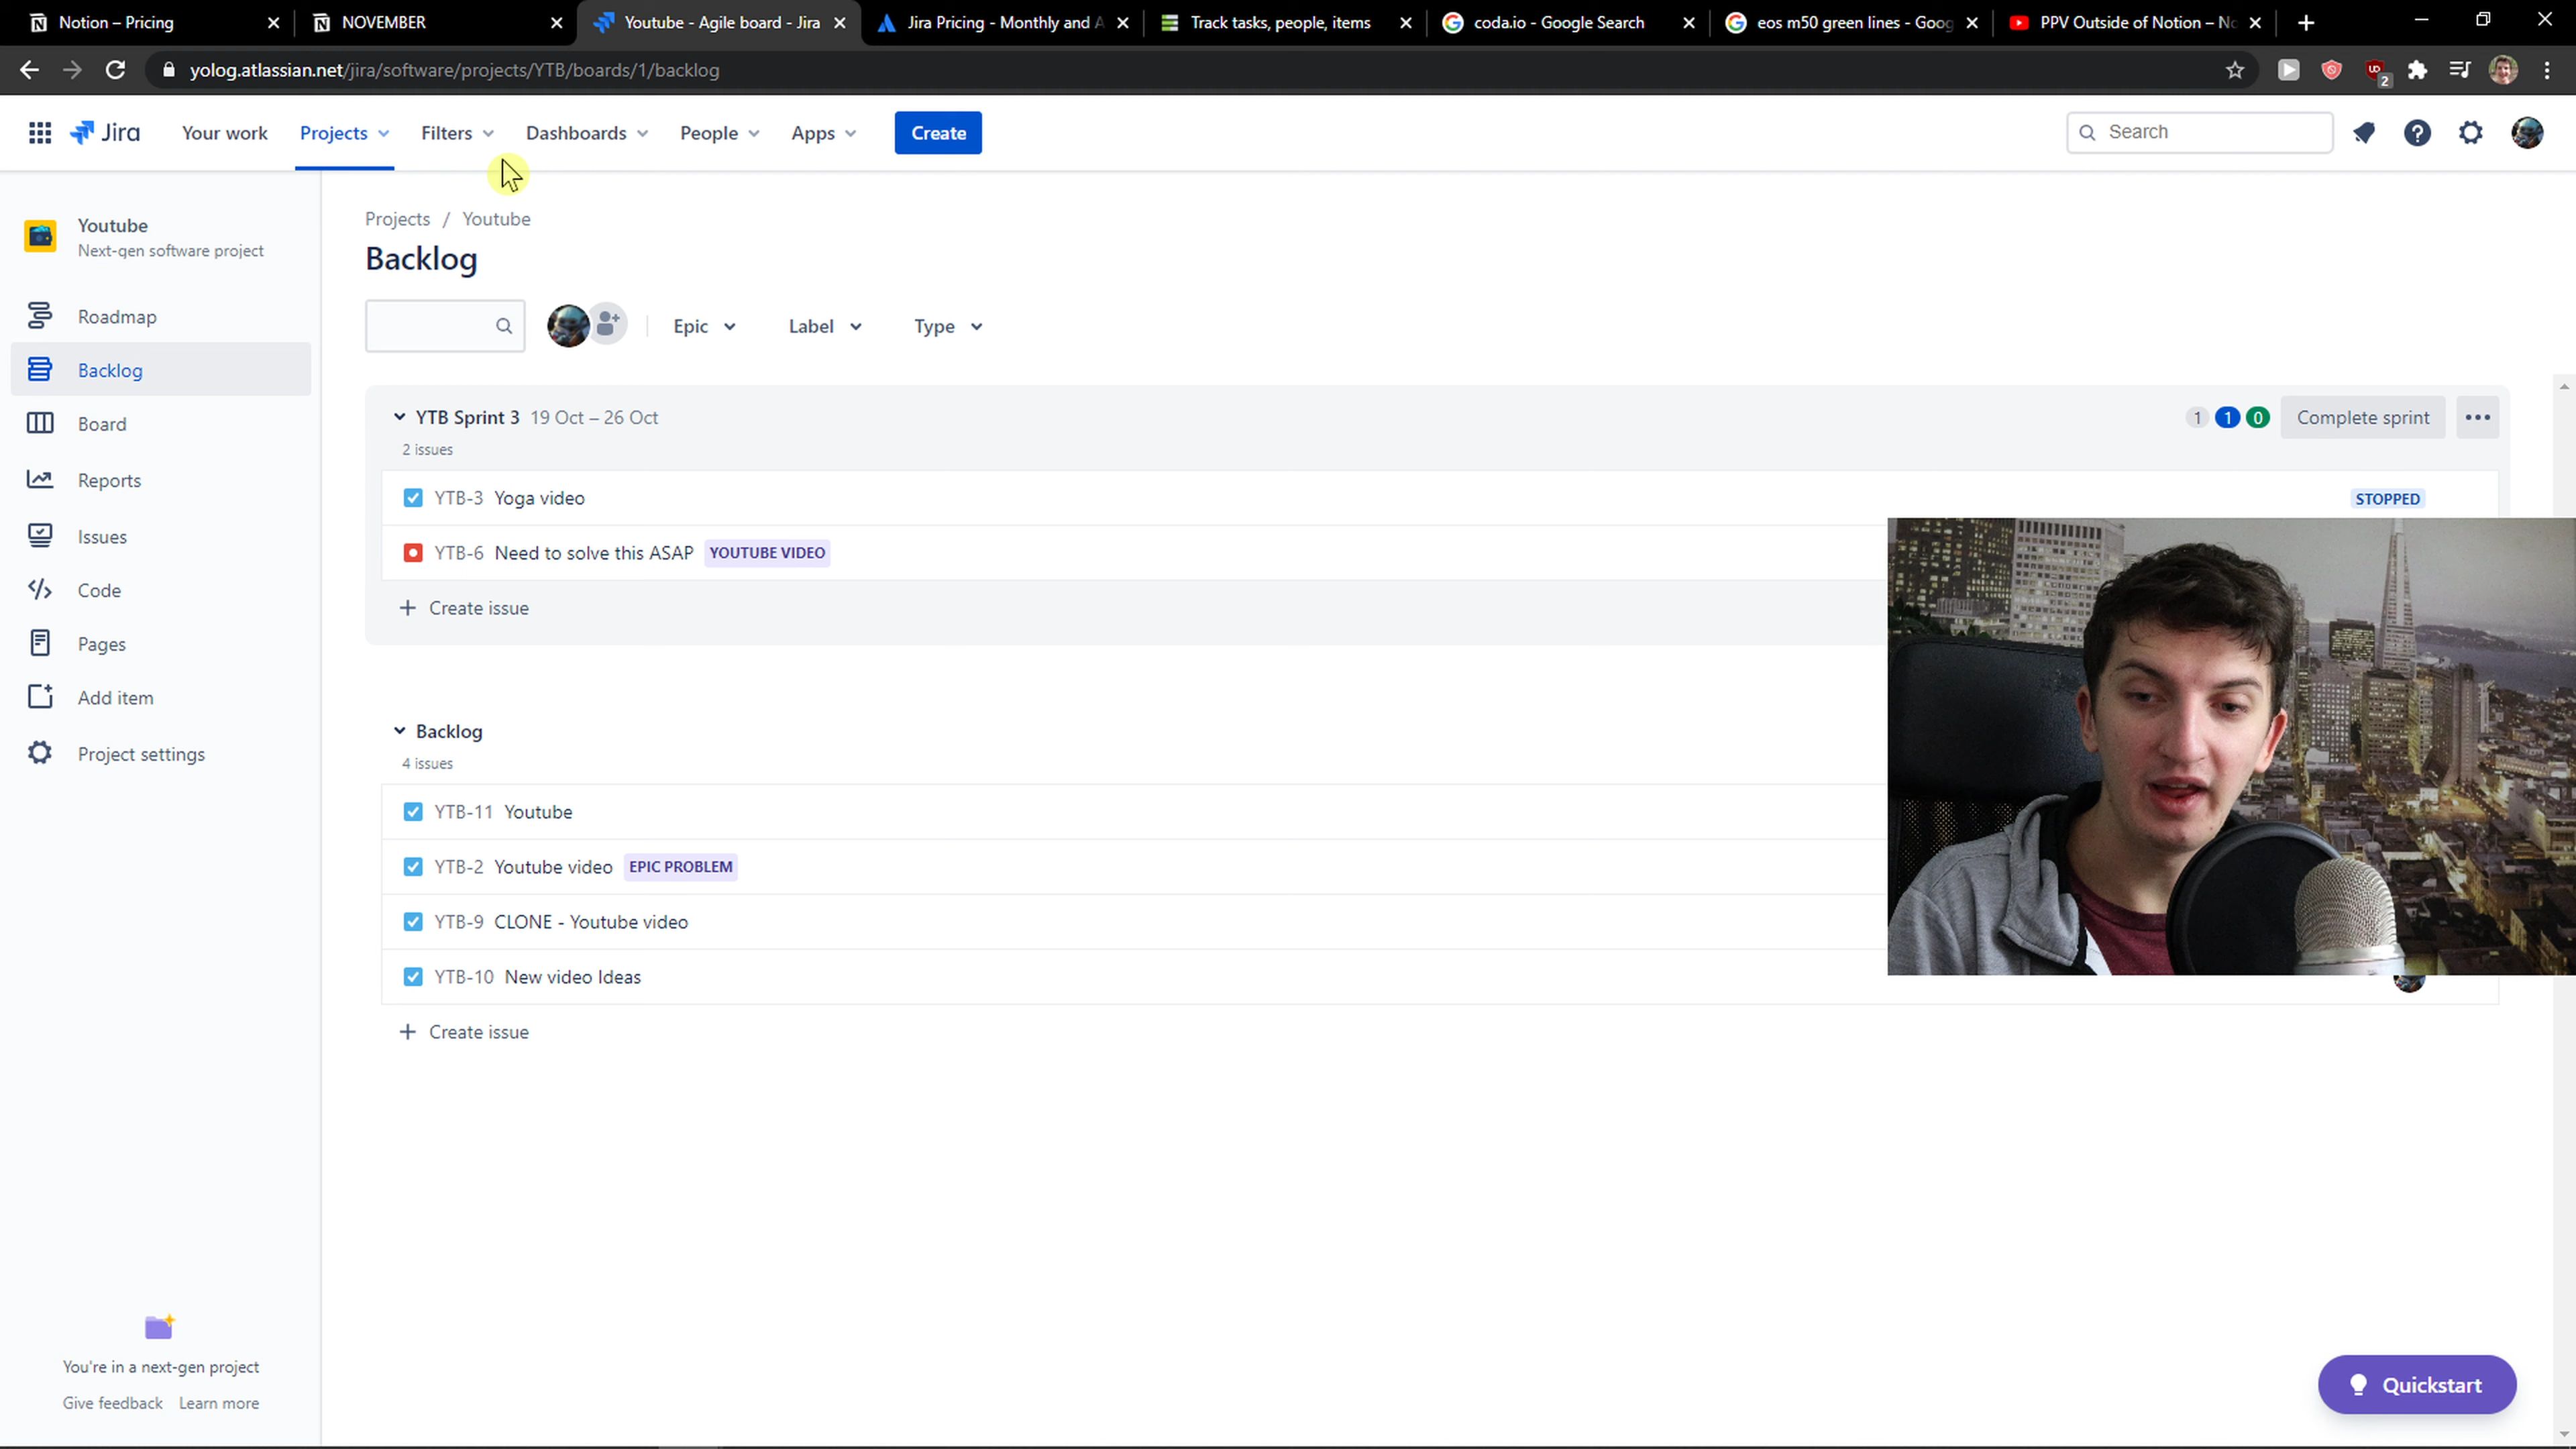 Notion – Pricing
NOVEMBER
Youtube - Agile board - Jira
Jira Pricing - Monthly and A
Track tasks, people, items
coda.io - Google Search
eos m50 green lines - Goog
PPV Outside of Notion – No
yolog.atlassian.net/jira/software/projects/YTB/boards/1/backlog
2
Jira
Your work
Projects
Filters
Dashboards
People
Apps
Create
Search
Youtube
Next-gen software project
Roadmap
Backlog
Board
Reports
Issues
Code
Pages
Add item
Project settings
You're in a next-gen project
Give feedback Learn more
Projects / Youtube
Backlog
Epic
Label
Type
YTB Sprint 3 19 Oct – 26 Oct
1 1 0
Complete sprint
2 issues
YTB-3 Yoga video
STOPPED
YTB-6 Need to solve this ASAP YOUTUBE VIDEO
+ Create issue
Backlog
4 issues
YTB-11 Youtube
YTB-2 Youtube video EPIC PROBLEM
YTB-9 CLONE - Youtube video
YTB-10 New video Ideas
+ Create issue
Quickstart